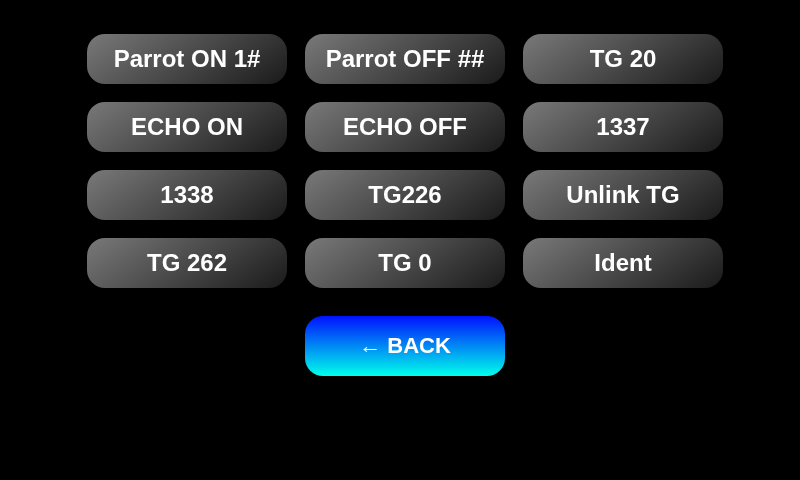 Parrot ON 1#
Parrot OFF ##
TG 20
ECHO ON
ECHO OFF
1337
1338
TG226
Unlink TG
TG 262
TG 0
Ident
← BACK